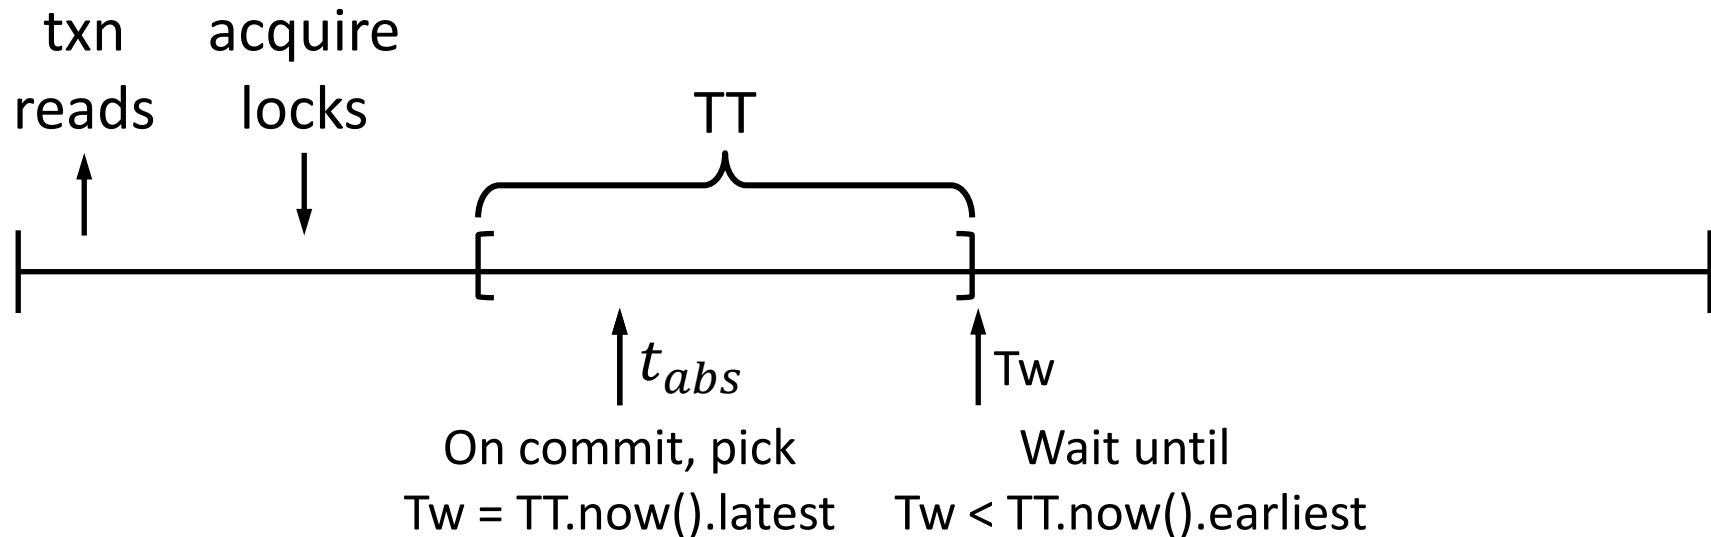 txn
reads
acquire
locks
TT
t_abs
Tw
On commit, pick
Tw = TT.now().latest
Wait until
Tw < TT.now().earliest